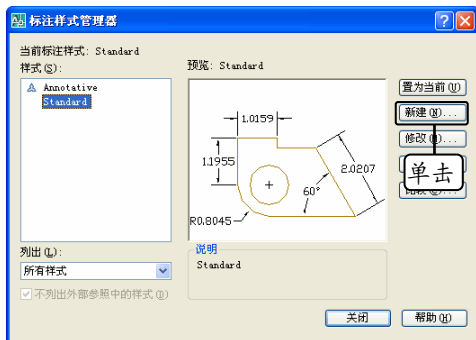 标注样式管理器
当前标注样式: Standard
样式(S):
Annotative
Standard
预览: Standard
1.0159
1.1955
2.0207
60°
R0.8045
置为当前(U)
新建(N)...
修改(M)...
单击
列出(L):
所有样式
不列出外部参照中的样式(D)
说明
Standard
关闭
帮助(H)